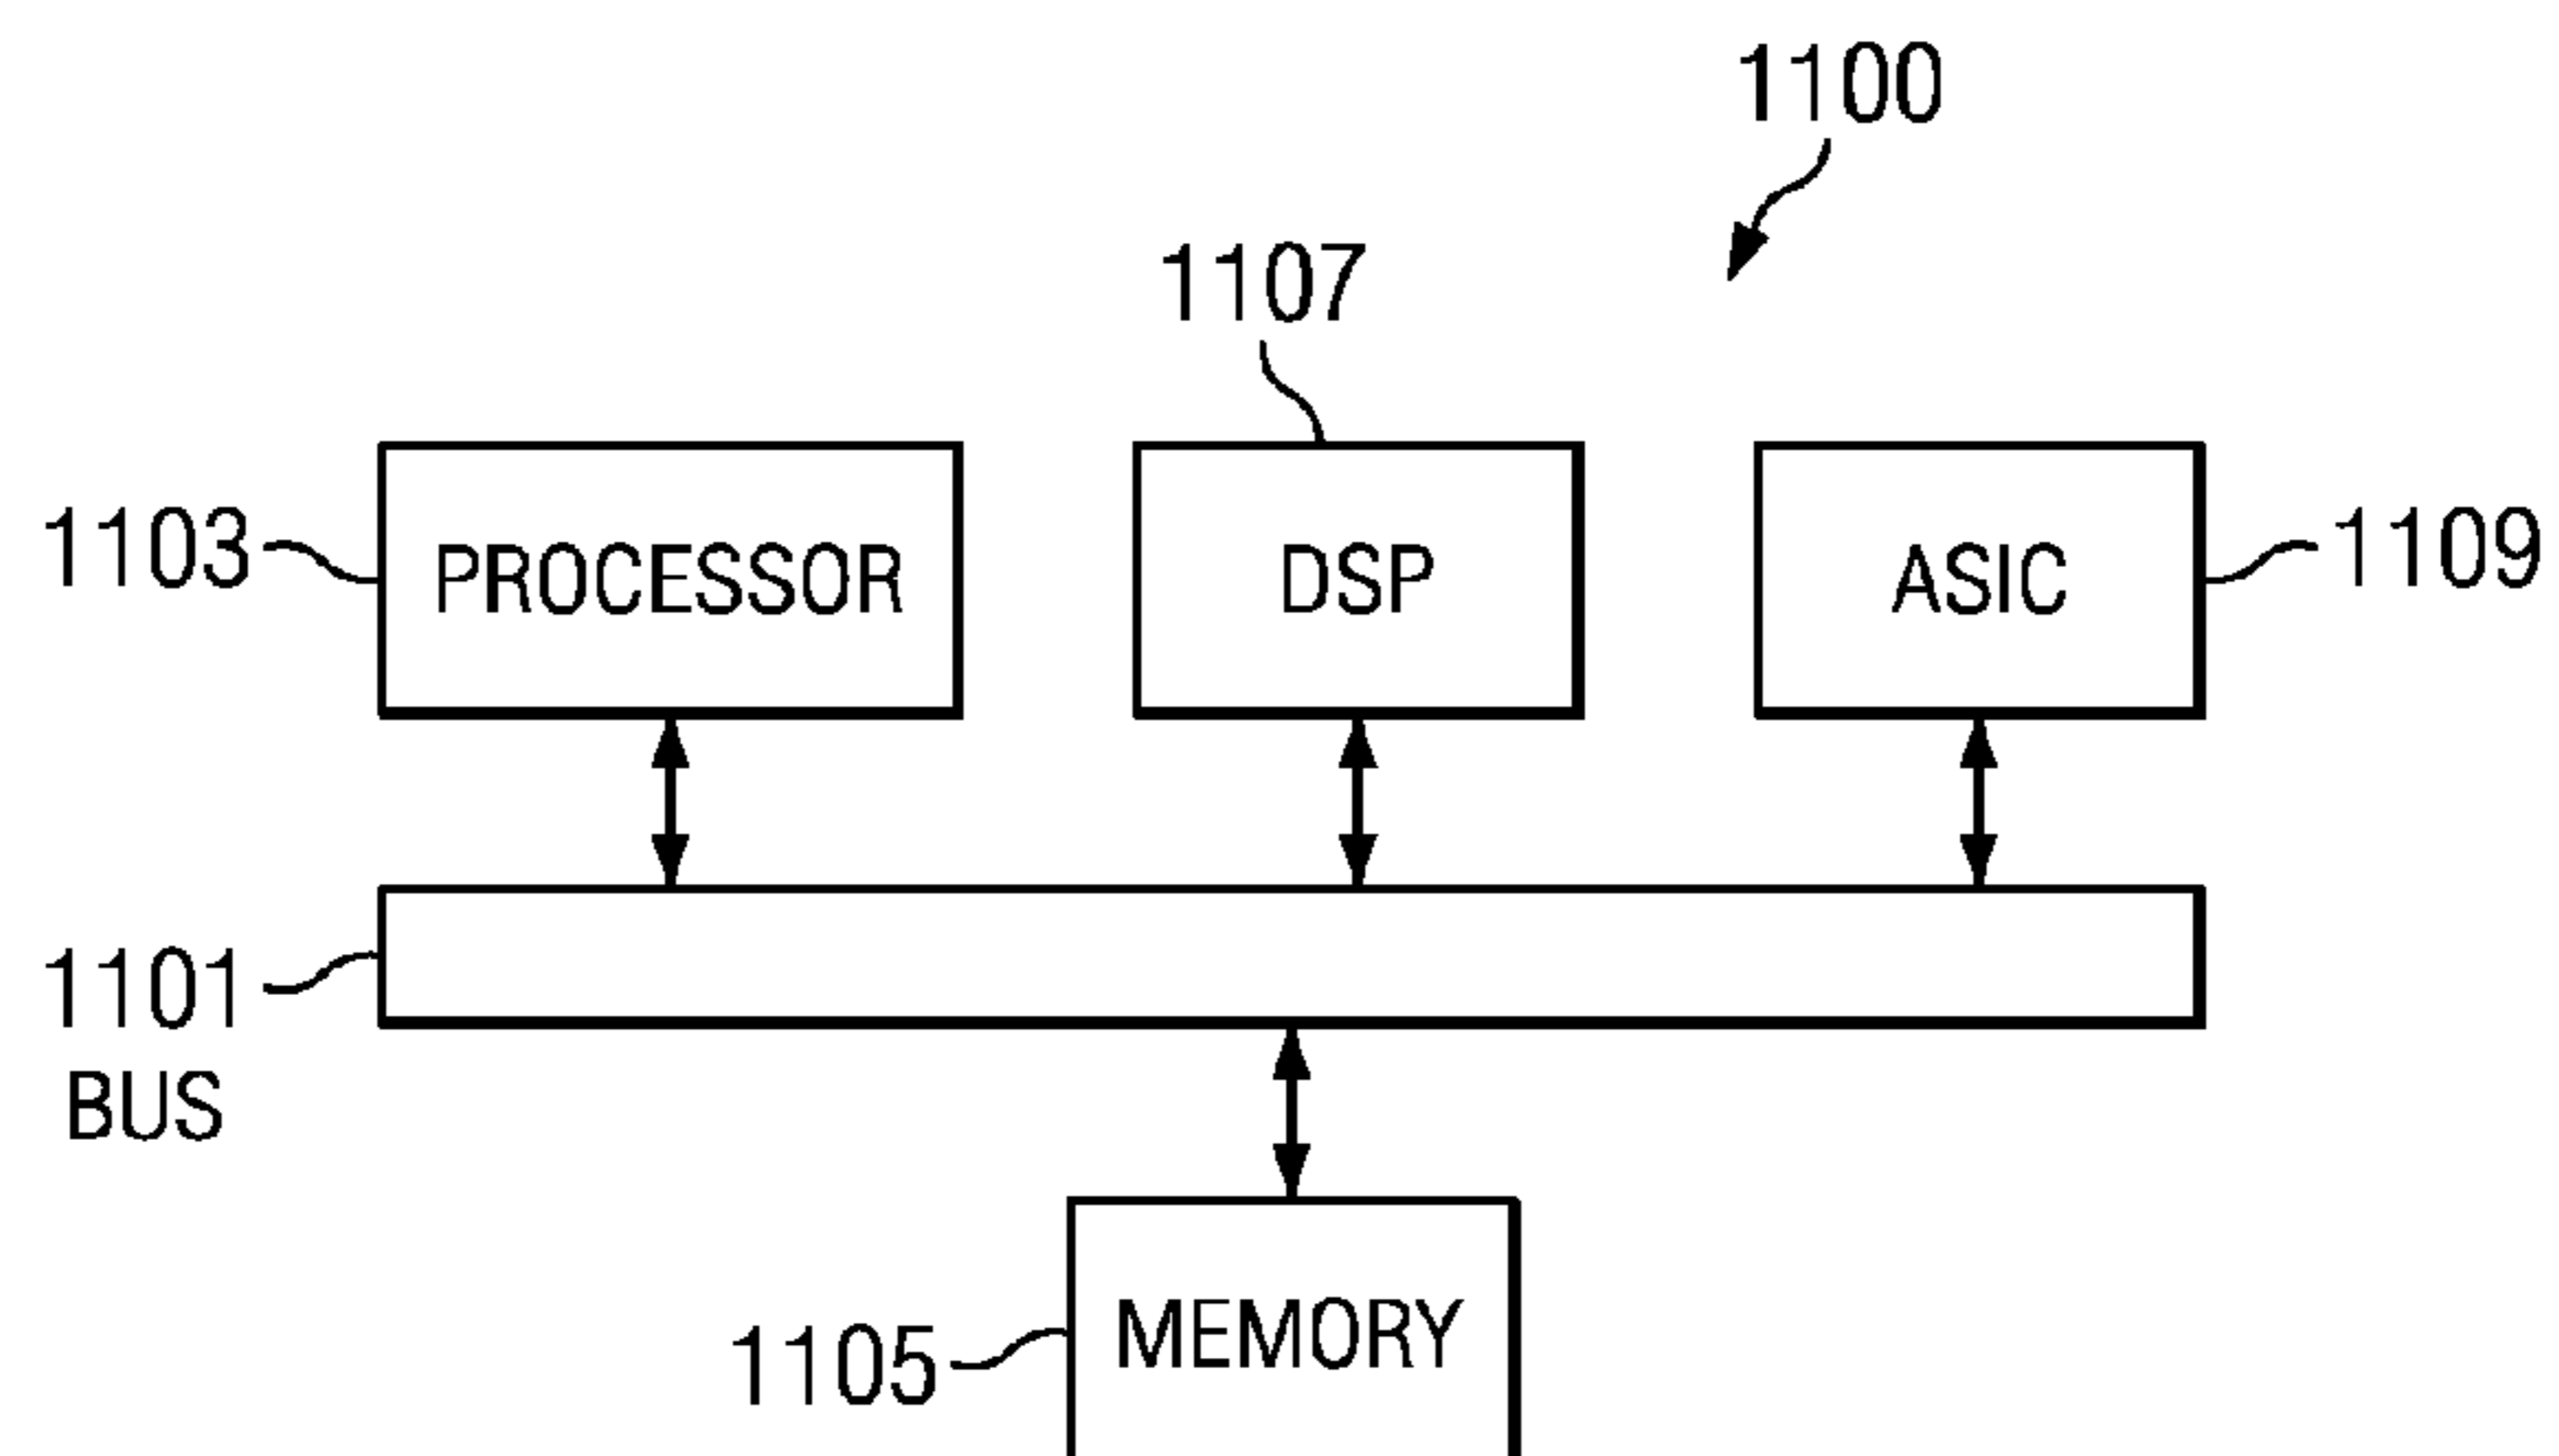 1100
1107
1103
PROCESSOR
DSP
ASIC
1109
1101
BUS
1105
MEMORY